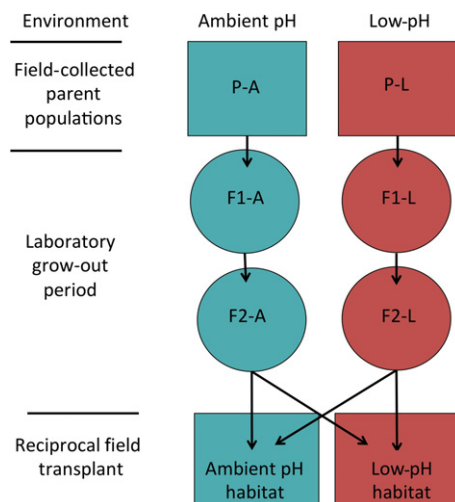 Environment
Ambient pH
Low-pH
Field-collected
parent
populations
P-A
P-L
F1-A
F1-L
Laboratory
grow-out
period
F2-A
F2-L
Reciprocal field
transplant
Ambient pH
habitat
Low-pH
habitat